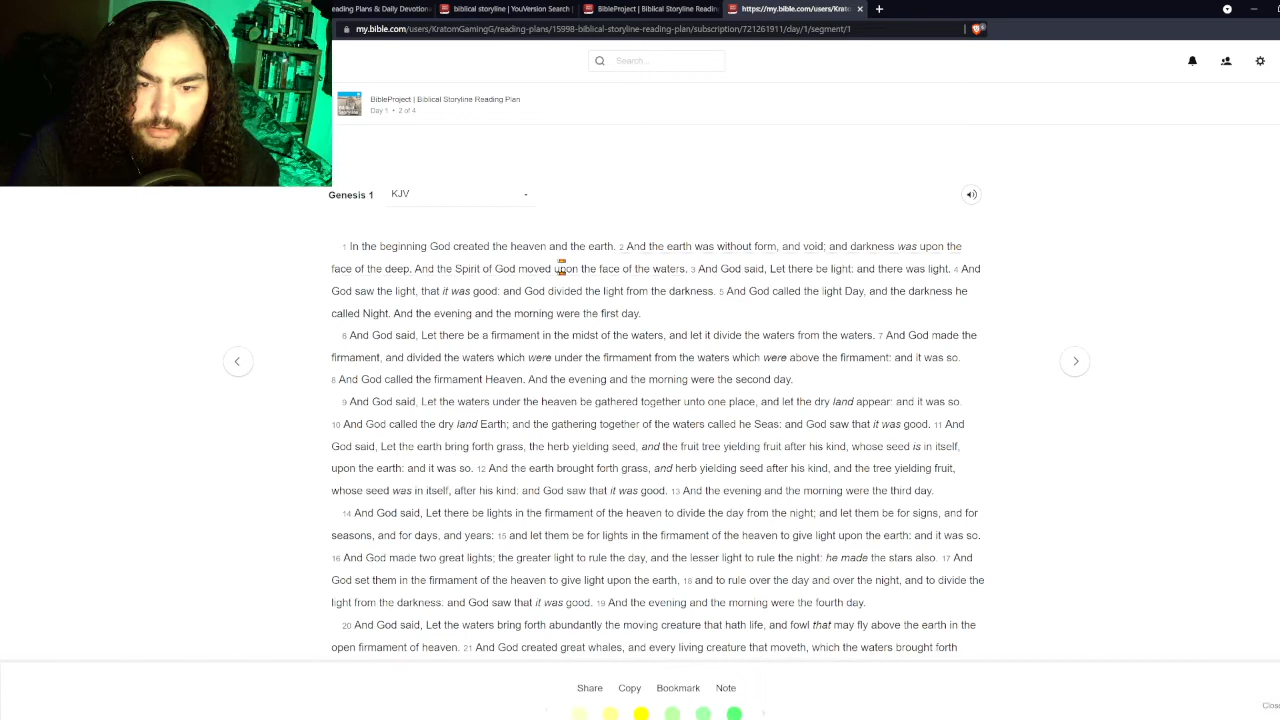 eading Plans & Daily Devotion
biblical storyline | YouVersion Search |
BibleProject | Biblical Storyline Readin
https://my.bible.com/users/Krato
my.bible.com/users/KratomGamingG/reading-plans/15998-biblical-storyline-reading-plan/subscription/721261911/day/1/segment/1
Search...
BibleProject | Biblical Storyline Reading Plan
Day 1 • 2 of 4
Genesis 1 KJV
1 In the beginning God created the heaven and the earth. 2 And the earth was without form, and void; and darkness was upon the
face of the deep. And the Spirit of God moved upon the face of the waters. 3 And God said, Let there be light: and there was light. 4 And
God saw the light, that it was good: and God divided the light from the darkness. 5 And God called the light Day, and the darkness he
called Night. And the evening and the morning were the first day.
6 And God said, Let there be a firmament in the midst of the waters, and let it divide the waters from the waters. 7 And God made the
firmament, and divided the waters which were under the firmament from the waters which were above the firmament: and it was so.
8 And God called the firmament Heaven. And the evening and the morning were the second day.
9 And God said, Let the waters under the heaven be gathered together unto one place, and let the dry land appear: and it was so.
10 And God called the dry land Earth; and the gathering together of the waters called he Seas: and God saw that it was good. 11 And
God said, Let the earth bring forth grass, the herb yielding seed, and the fruit tree yielding fruit after his kind, whose seed is in itself,
upon the earth: and it was so. 12 And the earth brought forth grass, and herb yielding seed after his kind, and the tree yielding fruit,
whose seed was in itself, after his kind: and God saw that it was good. 13 And the evening and the morning were the third day.
14 And God said, Let there be lights in the firmament of the heaven to divide the day from the night; and let them be for signs, and for
seasons, and for days, and years: 15 and let them be for lights in the firmament of the heaven to give light upon the earth: and it was so.
16 And God made two great lights; the greater light to rule the day, and the lesser light to rule the night: he made the stars also. 17 And
God set them in the firmament of the heaven to give light upon the earth, 18 and to rule over the day and over the night, and to divide the
light from the darkness: and God saw that it was good. 19 And the evening and the morning were the fourth day.
20 And God said, Let the waters bring forth abundantly the moving creature that hath life, and fowl that may fly above the earth in the
open firmament of heaven. 21 And God created great whales, and every living creature that moveth, which the waters brought forth
Share Copy Bookmark Note
Clos